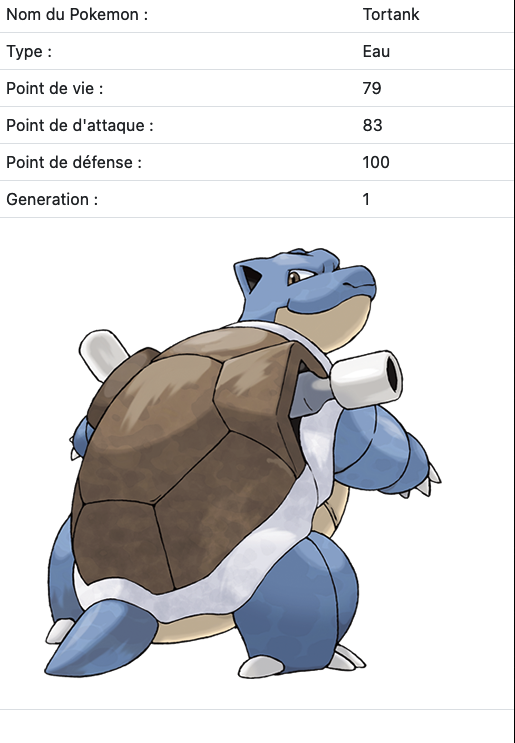 Nom du Pokemon : Tortank
Type : Eau
Point de vie : 79
Point de d'attaque : 83
Point de défense : 100
Generation : 1